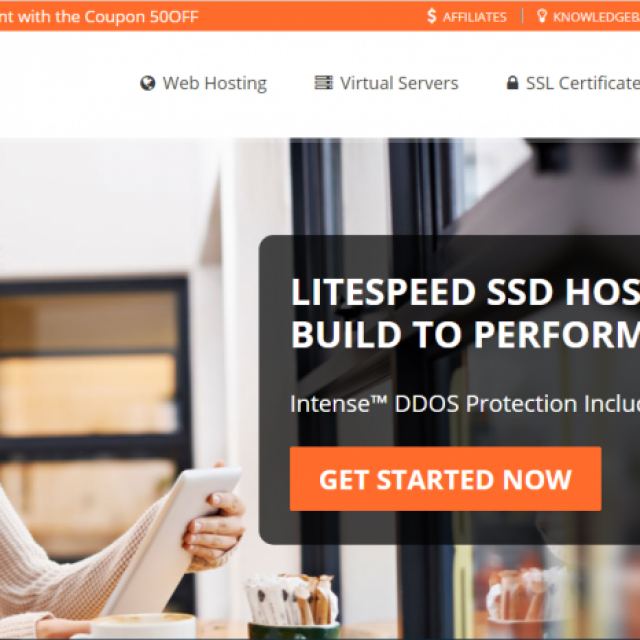 nt with the Coupon 50OFF
$ AFFILIATES | KNOWLEDGEB
Web Hosting
Virtual Servers
SSL Certificate
LITESPEED SSD HOS
BUILD TO PERFORM
Intense™ DDOS Protection Inclu
GET STARTED NOW